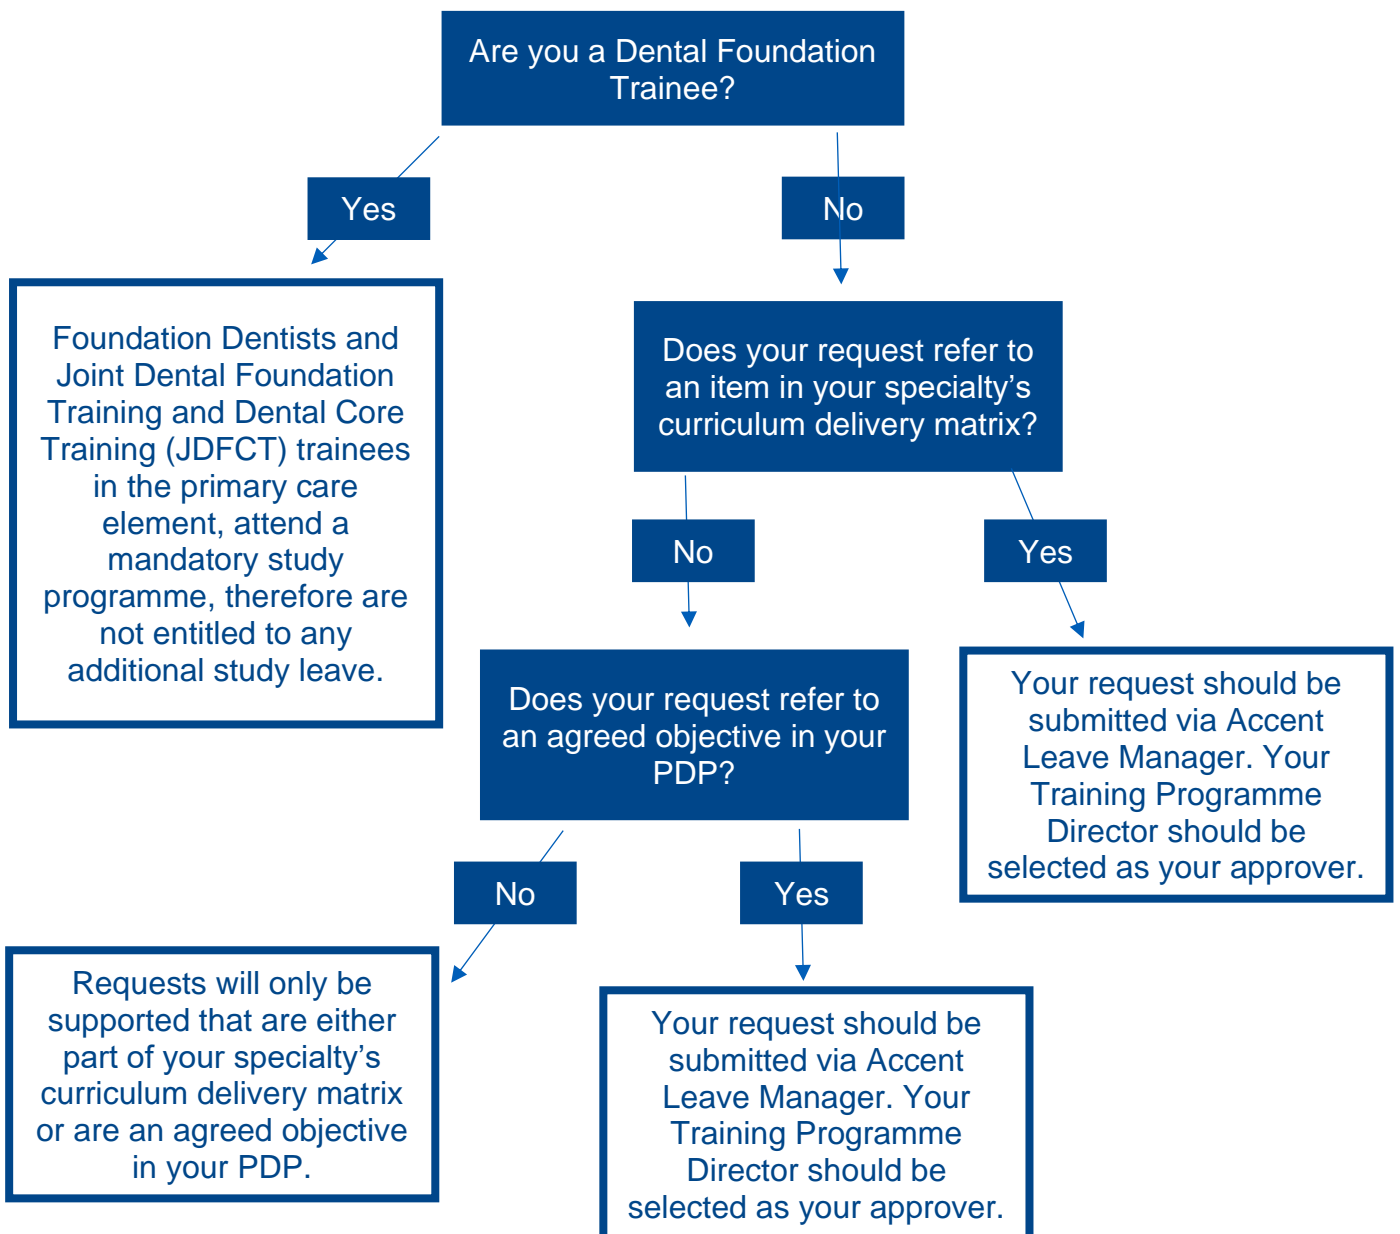 Are you a Dental Foundation
Trainee?
Yes
No
Foundation Dentists and
Joint Dental Foundation
Training and Dental Core
Training (JDFCT) trainees
in the primary care
element, attend a
mandatory study
programme, therefore are
not entitled to any
additional study leave.
Does your request refer to
an item in your specialty’s
curriculum delivery matrix?
No
Yes
Does your request refer to
an agreed objective in your
PDP?
Your request should be
submitted via Accent
Leave Manager. Your
Training Programme
Director should be
selected as your approver.
No
Yes
Requests will only be
supported that are either
part of your specialty’s
curriculum delivery matrix
or are an agreed objective
in your PDP.
Your request should be
submitted via Accent
Leave Manager. Your
Training Programme
Director should be
selected as your approver.